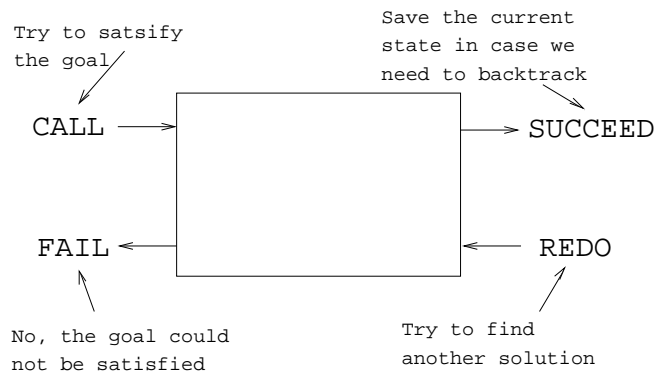 Try to satsify
the goal
Save the current
state in case we
need to backtrack
CALL
SUCCEED
FAIL
REDO
No, the goal could
not be satisfied
Try to find
another solution